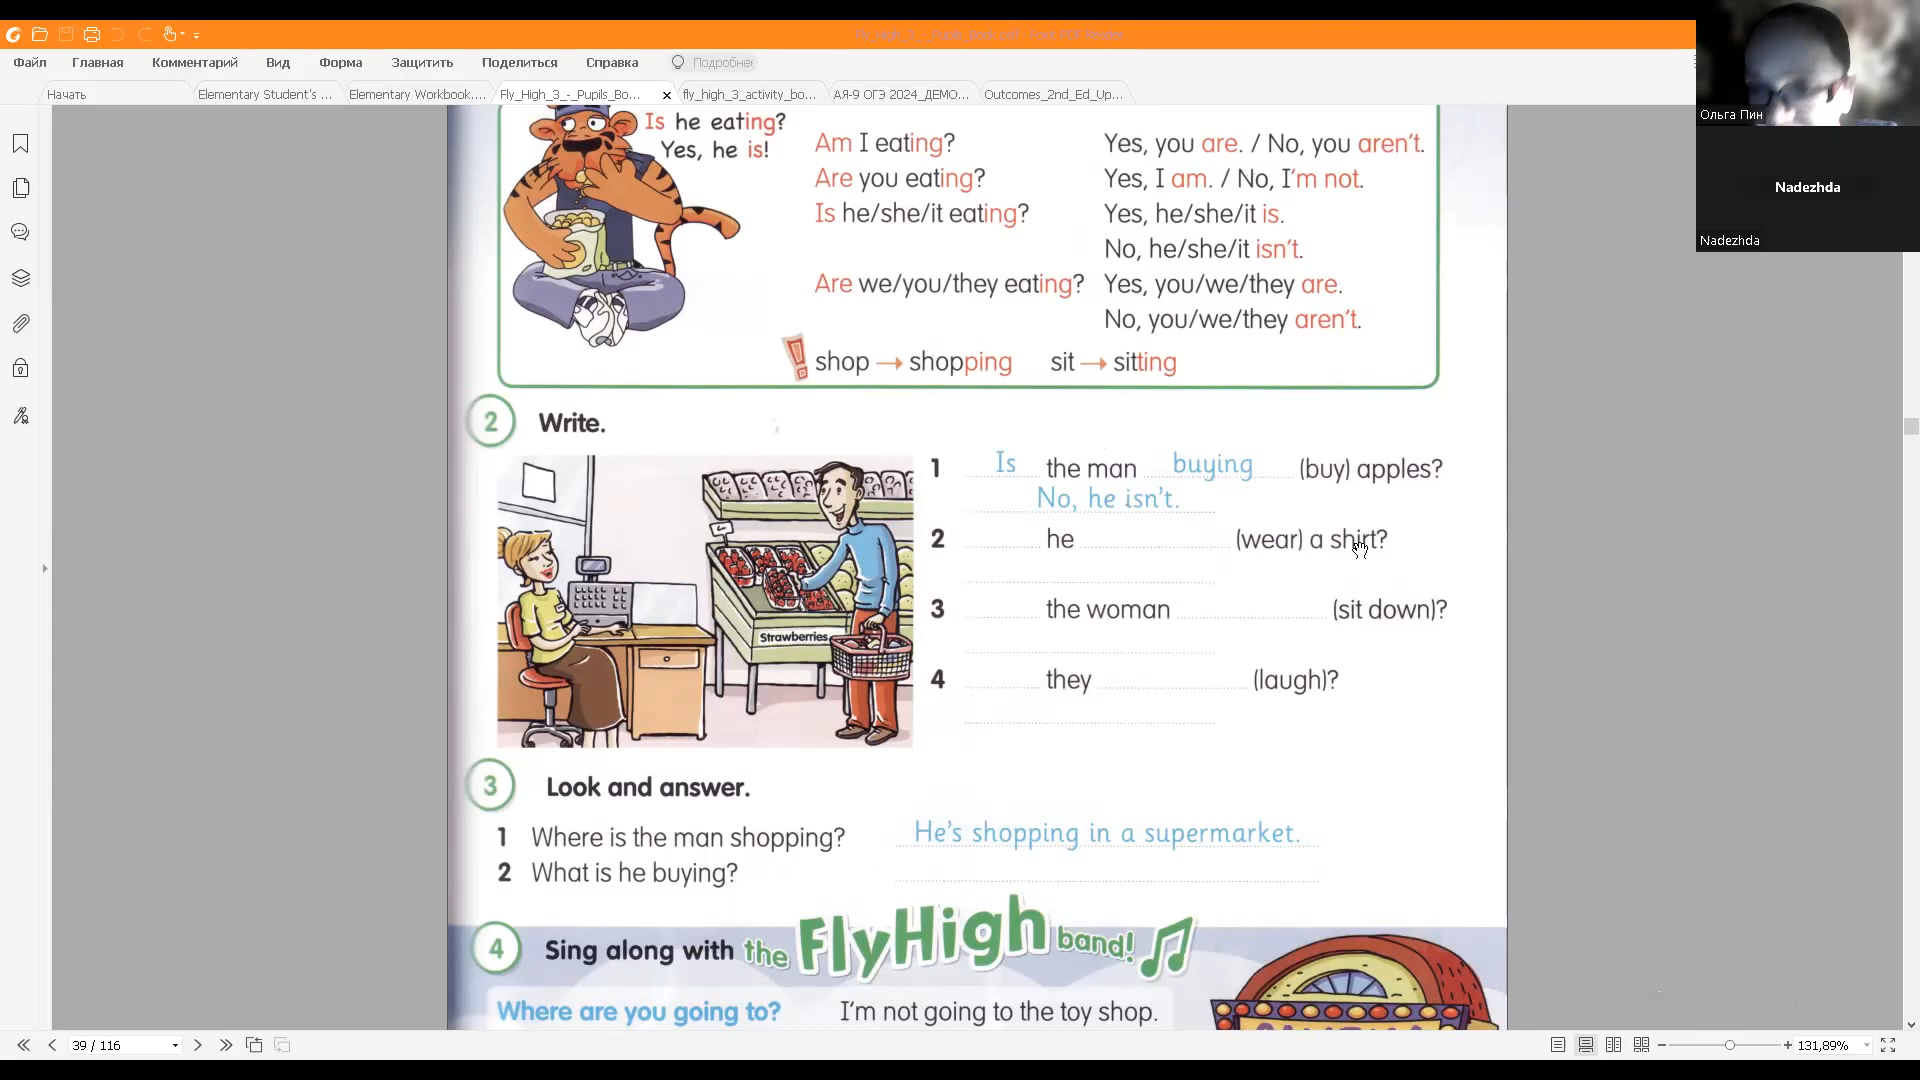 Файл Главная Комментарий Вид Форма Защитить Поделиться Справка
Начать Elementary Student's ... Elementary Workbook.... Fly_High_3_-_Pupils_Bo... fly_high_3_activity_bo... АЯ-9 ОГЭ 2024_ДЕМО... Outcomes_2nd_Ed_Up...
Ольга Пин
Nadezhda
Nadezhda
Is he eating?
Yes, he is!
Am I eating? Yes, you are. / No, you aren't.
Are you eating? Yes, I am. / No, I'm not.
Is he/she/it eating? Yes, he/she/it is.
No, he/she/it isn't.
Are we/you/they eating? Yes, you/we/they are.
No, you/we/they aren't.
! shop → shopping sit → sitting
2 Write.
1 Is the man buying (buy) apples?
No, he isn't.
2 he (wear) a shirt?
3 the woman (sit down)?
4 they (laugh)?
Strawberries
3 Look and answer.
1 Where is the man shopping? He's shopping in a supermarket.
2 What is he buying?
4 Sing along with the FlyHigh band!
Where are you going to? I'm not going to the toy shop.
39 / 116 131,89%